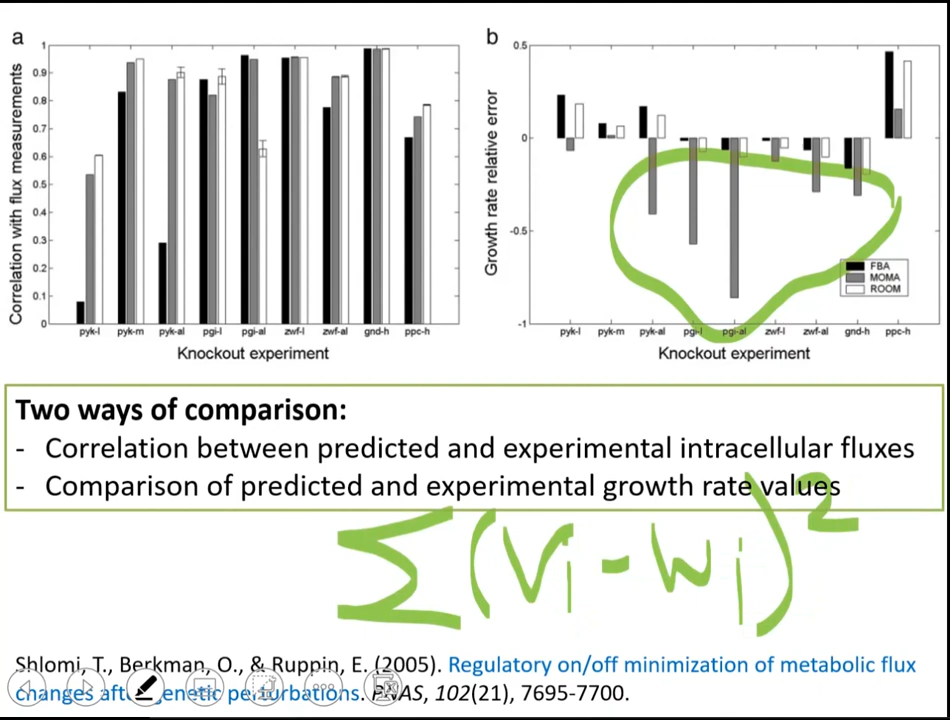 a
Correlation with flux measurements
1
0.9
0.8
0.7
0.6
0.5
0.4
0.3
0.2
0.1
0
pyk-l pyk-m pyk-al pgi-l pgi-al zwf-l zwf-al gnd-h ppc-h
Knockout experiment
b
Growth rate relative error
0.5
0
-0.5
-1
FBA
MOMA
ROOM
pyk-l pyk-m pyk-al pgi-l pgi-al zwf-l zwf-al gnd-h ppc-h
Knockout experiment
Two ways of comparison:
- Correlation between predicted and experimental intracellular fluxes
- Comparison of predicted and experimental growth rate values
Σ(Vi-Wi)2
Shlomi, T., Berkman, O., & Ruppin, E. (2005). Regulatory on/off minimization of metabolic flux
changes after genetic perturbations. PNAS, 102(21), 7695-7700.